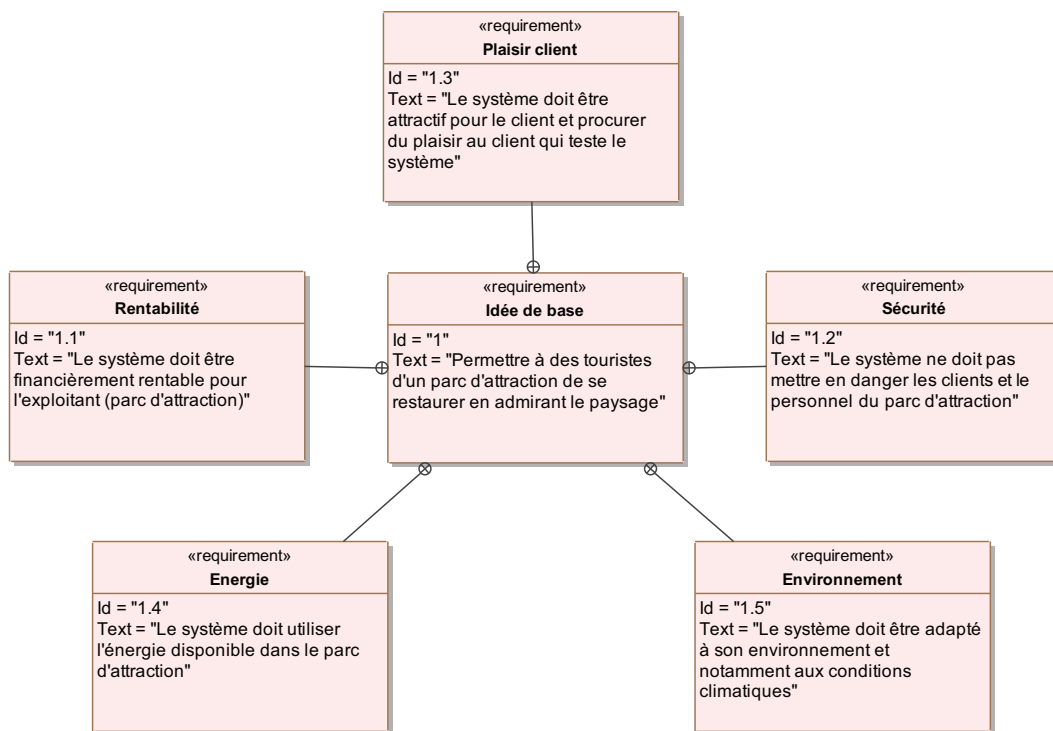 «requirement»
Plaisir client
Id = "1.3"
Text = "Le système doit être
attractif pour le client et procurer
du plaisir au client qui teste le
système"
«requirement»
Rentabilité
Id = "1.1"
Text = "Le système doit être
financièrement rentable pour
l'exploitant (parc d'attraction)"
«requirement»
Idée de base
Id = "1"
Text = "Permettre à des touristes
d'un parc d'attraction de se
restaurer en admirant le paysage"
«requirement»
Sécurité
Id = "1.2"
Text = "Le système ne doit pas
mettre en danger les clients et le
personnel du parc d'attraction"
«requirement»
Energie
Id = "1.4"
Text = "Le système doit utiliser
l'énergie disponible dans le parc
d'attraction"
«requirement»
Environnement
Id = "1.5"
Text = "Le système doit être adapté
à son environnement et
notamment aux conditions
climatiques"